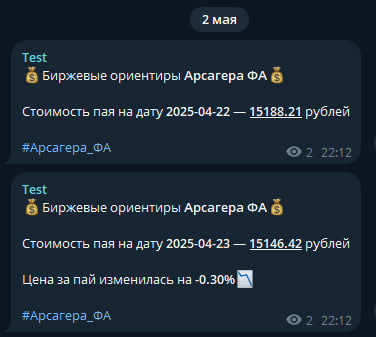 2 мая
Test
💰Биржевые ориентиры Арсагера ФА💰
Стоимость пая на дату 2025-04-22 — 15188.21 рублей
#Арсагера_ФА
2 22:12
Test
💰Биржевые ориентиры Арсагера ФА💰
Стоимость пая на дату 2025-04-23 — 15146.42 рублей
Цена за пай изменилась на -0.30%📉
#Арсагера_ФА
2 22:12